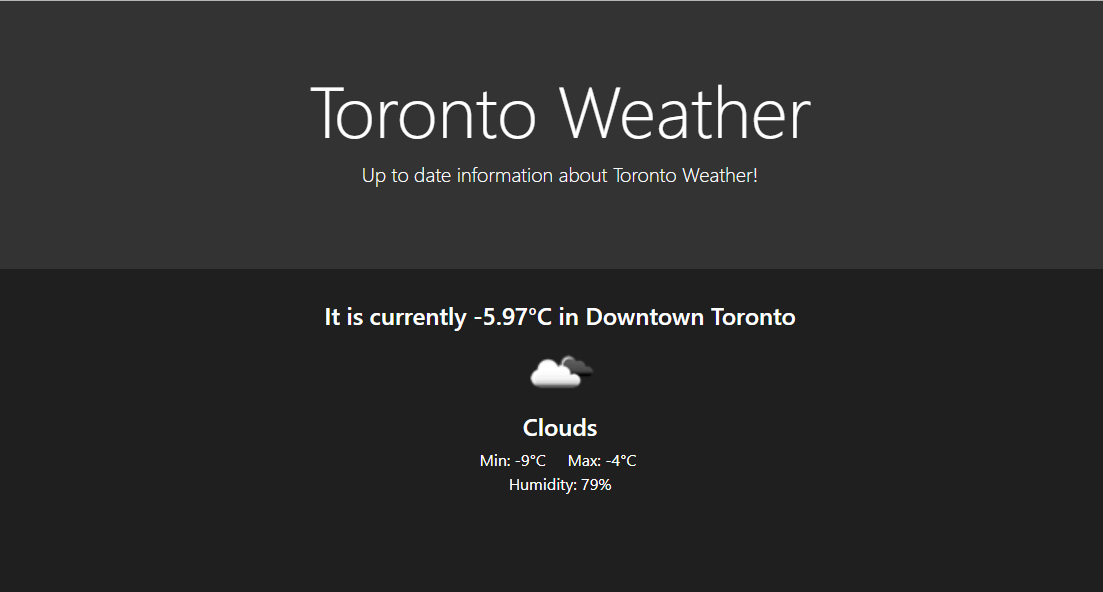 Toronto Weather
Up to date information about Toronto Weather!
It is currently -5.97°C in Downtown Toronto
Clouds
Min: -9°C Max: -4°C
Humidity: 79%